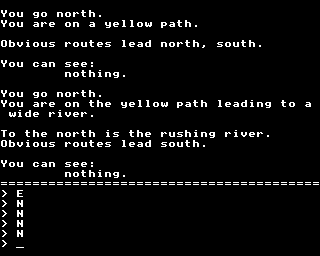 You go north.
You are on a yellow path.
Obvious routes lead north, south.
You can see:
nothing.
You go north.
You are on the yellow path leading to a
wide river.
To the north is the rushing river.
Obvious routes lead south.
You can see:
nothing.
========================================
> E
> N
> N
> N
> N
> _